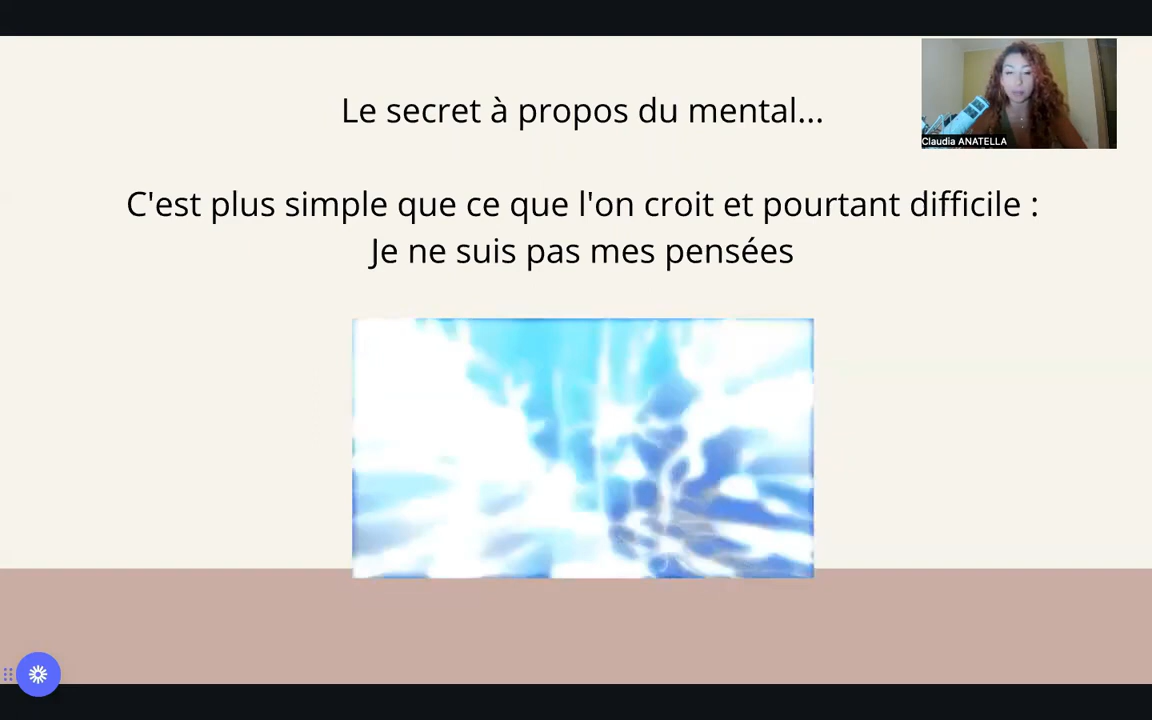 Le secret à propos du mental...
Claudia ANATELLA
C'est plus simple que ce que l'on croit et pourtant difficile :
Je ne suis pas mes pensées